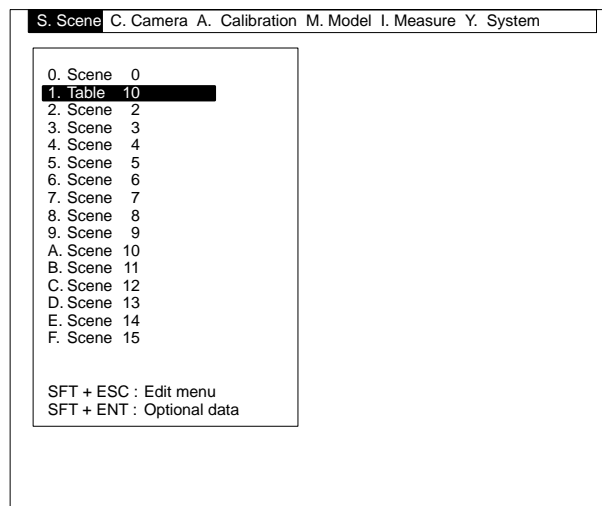 S. Scene C. Camera A. Calibration M. Model I. Measure Y. System
0. Scene 0
1. Table 10
2. Scene 2
3. Scene 3
4. Scene 4
5. Scene 5
6. Scene 6
7. Scene 7
8. Scene 8
9. Scene 9
A. Scene 10
B. Scene 11
C. Scene 12
D. Scene 13
E. Scene 14
F. Scene 15
SFT + ESC : Edit menu
SFT + ENT : Optional data